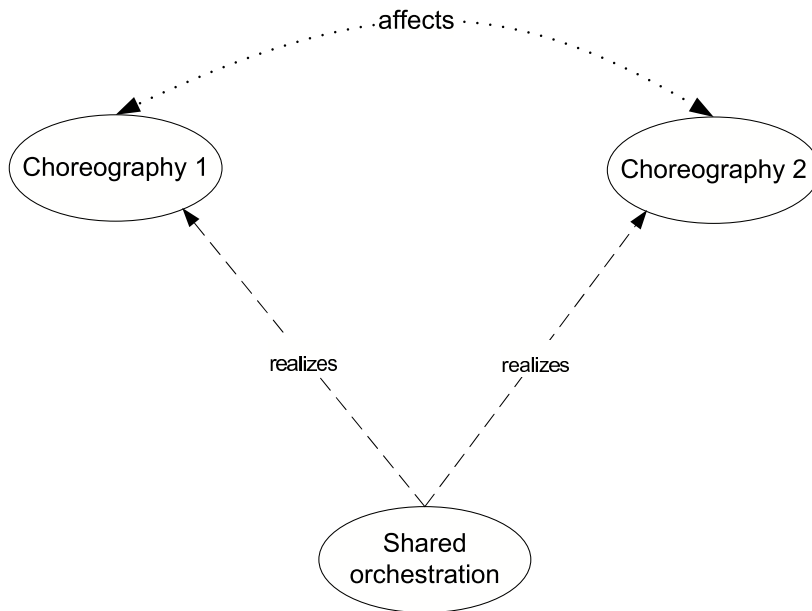 affects
Choreography 1
Choreography 2
realizes
realizes
Shared
orchestration